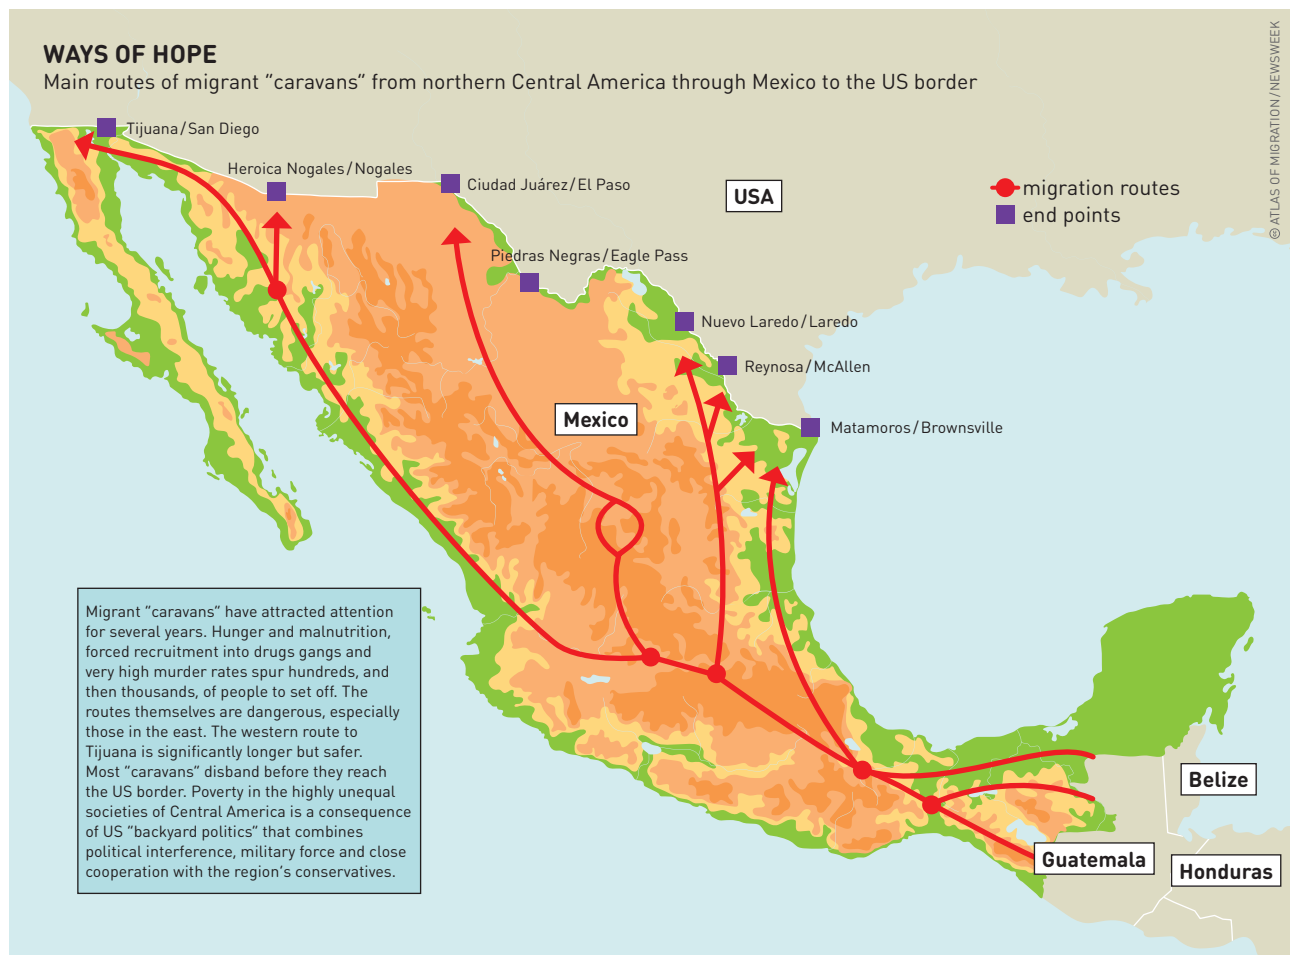 WAYS OF HOPE
Main routes of migrant “caravans” from northern Central America through Mexico to the US border
© ATLAS OF MIGRATION/NEWSWEEK
Tijuana/San Diego
Heroica Nogales/Nogales
Ciudad Juárez/El Paso
USA
migration routes
end points
Piedras Negras/Eagle Pass
Nuevo Laredo/Laredo
Reynosa/McAllen
Mexico
Matamoros/Brownsville
Migrant “caravans” have attracted attention
for several years. Hunger and malnutrition,
forced recruitment into drugs gangs and
very high murder rates spur hundreds, and
then thousands, of people to set off. The
routes themselves are dangerous, especially
those in the east. The western route to
Tijuana is significantly longer but safer.
Most “caravans” disband before they reach
the US border. Poverty in the highly unequal
societies of Central America is a consequence
of US “backyard politics” that combines
political interference, military force and close
cooperation with the region’s conservatives.
Belize
Guatemala
Honduras